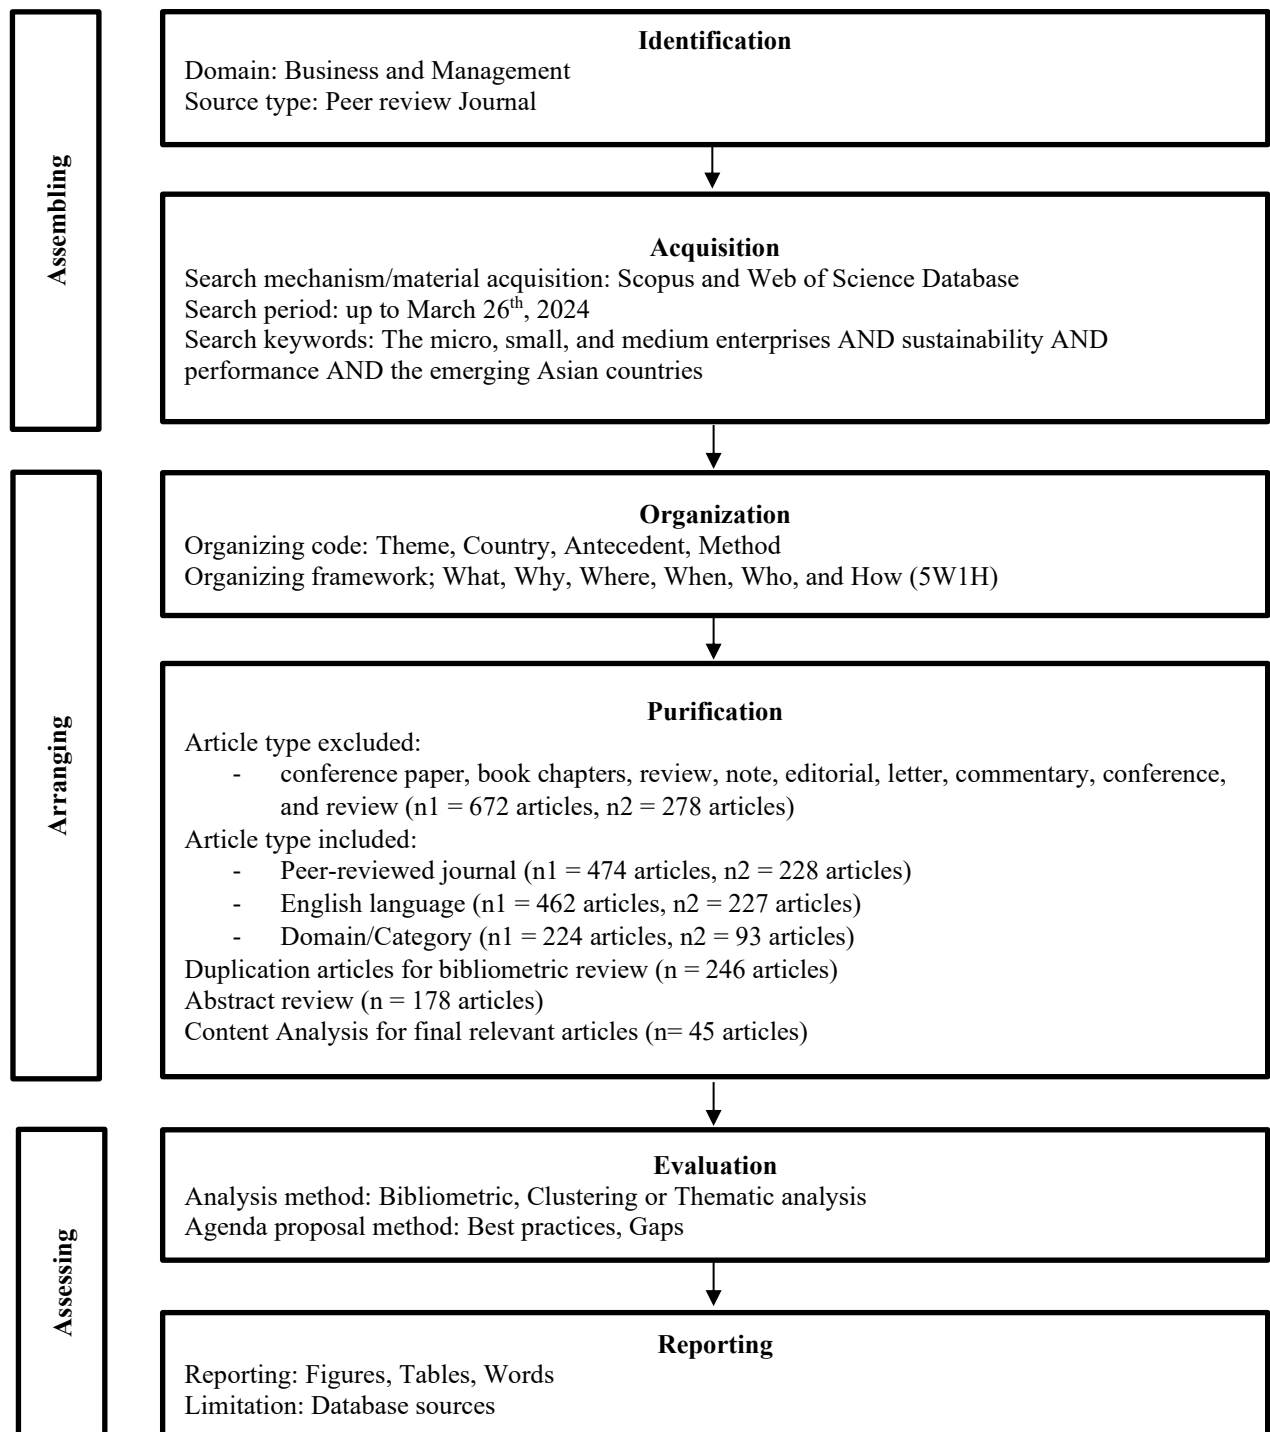 Assembling
Identification
Domain: Business and Management
Source type: Peer review Journal
Acquisition
Search mechanism/material acquisition: Scopus and Web of Science Database
Search period: up to March 26th, 2024
Search keywords: The micro, small, and medium enterprises AND sustainability AND
performance AND the emerging Asian countries
Arranging
Organization
Organizing code: Theme, Country, Antecedent, Method
Organizing framework; What, Why, Where, When, Who, and How (5W1H)
Purification
Article type excluded:
- conference paper, book chapters, review, note, editorial, letter, commentary, conference,
and review (n1 = 672 articles, n2 = 278 articles)
Article type included:
- Peer-reviewed journal (n1 = 474 articles, n2 = 228 articles)
- English language (n1 = 462 articles, n2 = 227 articles)
- Domain/Category (n1 = 224 articles, n2 = 93 articles)
Duplication articles for bibliometric review (n = 246 articles)
Abstract review (n = 178 articles)
Content Analysis for final relevant articles (n= 45 articles)
Assessing
Evaluation
Analysis method: Bibliometric, Clustering or Thematic analysis
Agenda proposal method: Best practices, Gaps
Reporting
Reporting: Figures, Tables, Words
Limitation: Database sources